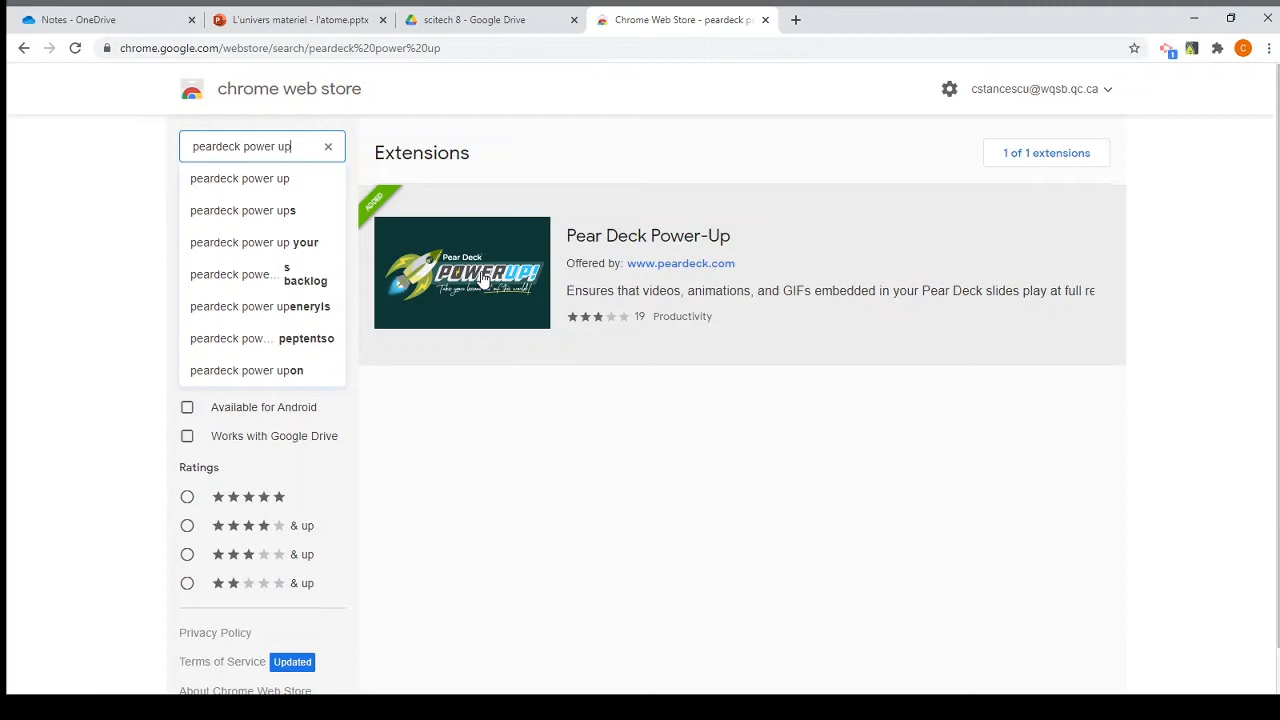 Notes - OneDrive
L'univers materiel - l'atome.pptx
scitech 8 - Google Drive
Chrome Web Store - peardeck p
chrome.google.com/webstore/search/peardeck%20power%20up
1
C
chrome web store
cstancescu@wqsb.qc.ca
peardeck power up
peardeck power up
peardeck power ups
peardeck power up your
peardeck powe... s backlog
peardeck power upeneryls
peardeck pow... peptentso
peardeck power upon
Available for Android
Works with Google Drive
Ratings
& up
& up
& up
Privacy Policy
Terms of Service Updated
About Chrome Web Store
Extensions
1 of 1 extensions
ADDED
Pear Deck
POWERUP!
Pear Deck Power-Up
Offered by: www.peardeck.com
Ensures that videos, animations, and GIFs embedded in your Pear Deck slides play at full re
19 Productivity